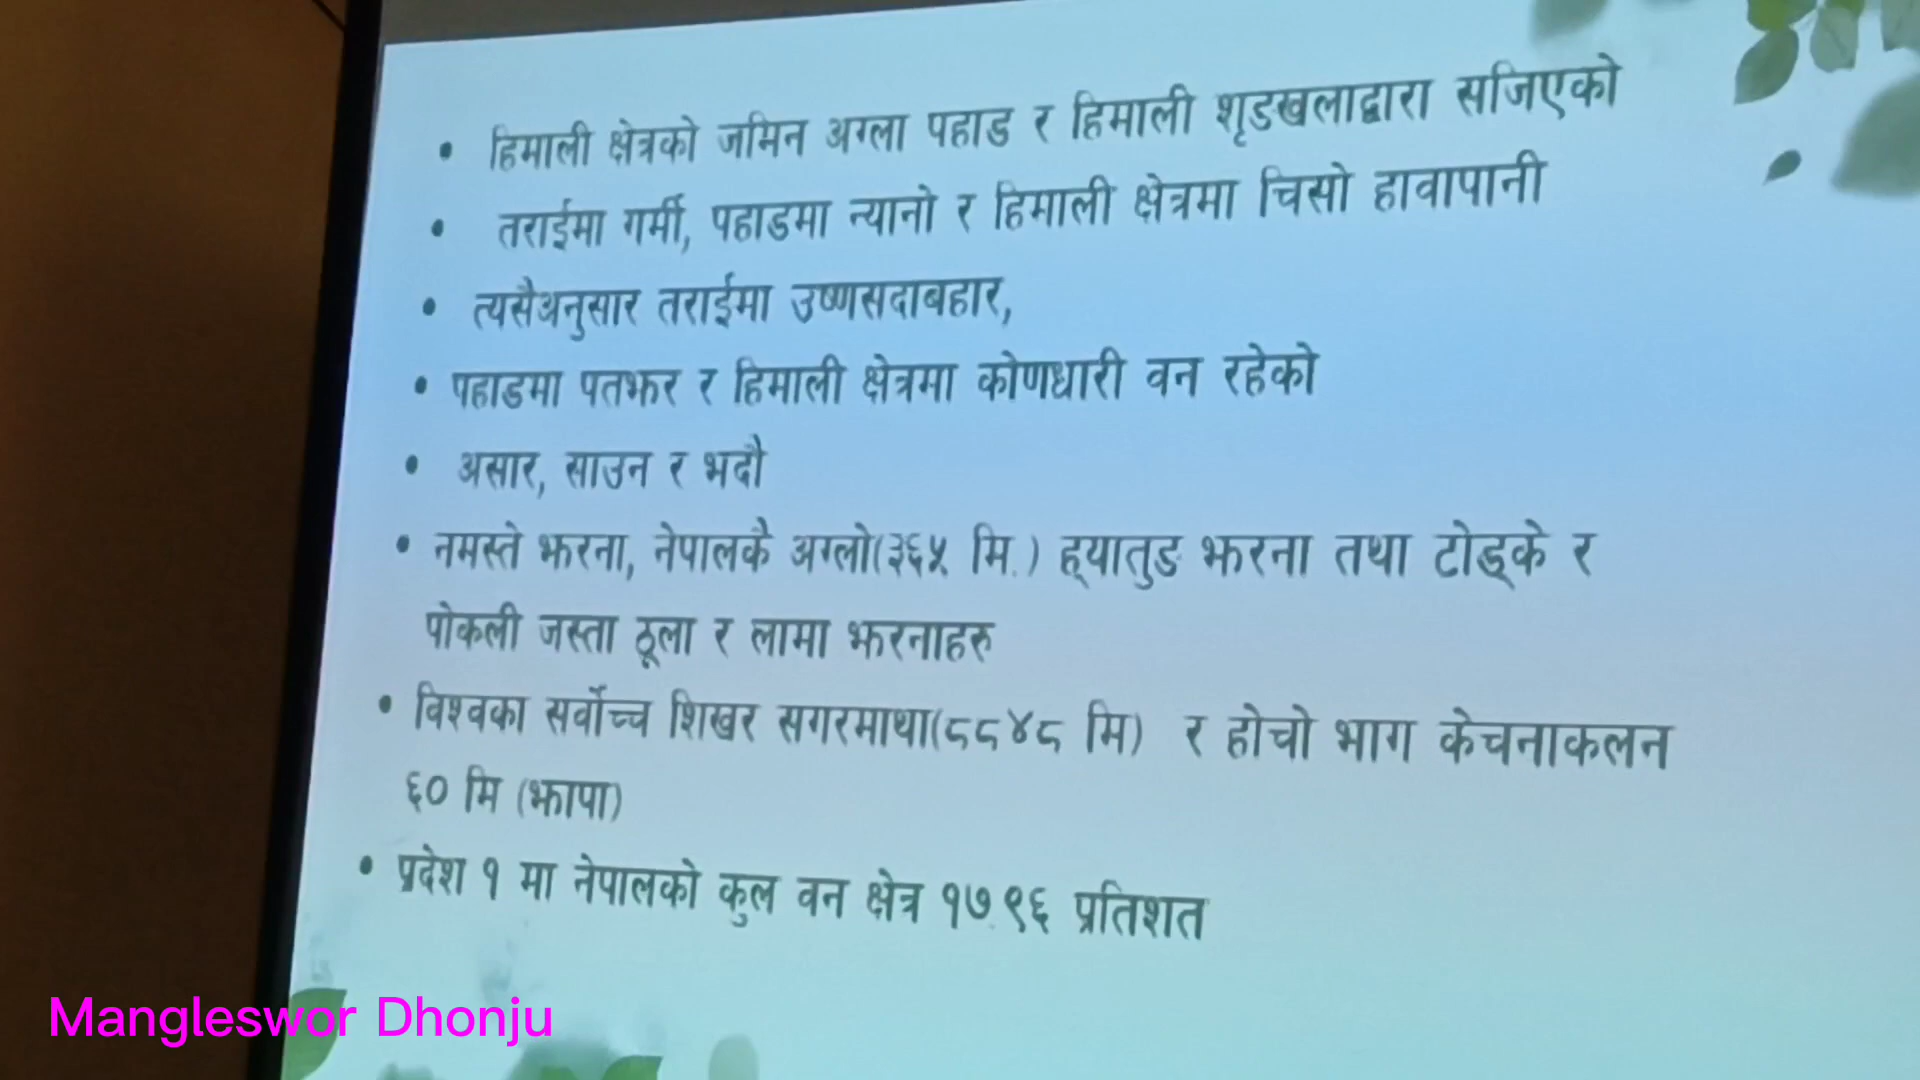 • हिमाली क्षेत्रको जमिन अग्ला पहाड र हिमाली शृडखलाद्वारा सजिएको
• तराईमा गर्मी, पहाडमा न्यानो र हिमाली क्षेत्रमा चिसो हावापानी
• त्यसैअनुसार तराईमा उष्णसदाबहार,
• पहाडमा पतझर र हिमाली क्षेत्रमा कोणधारी वन रहेको
• असार, साउन र भदौ
• नमस्ते झरना, नेपालकै अग्लो(३६५ मि.) ह्यातुङ झरना तथा टोड्के र
पोकली जस्ता ठूला र लामा झरनाहरु
• विश्वका सर्वोच्च शिखर सगरमाथा(८८४८ मि) र होचो भाग केचनाकलन
६० मि (झापा)
• प्रदेश १ मा नेपालको कुल वन क्षेत्र १७.९६ प्रतिशत
Mangleswor Dhonju